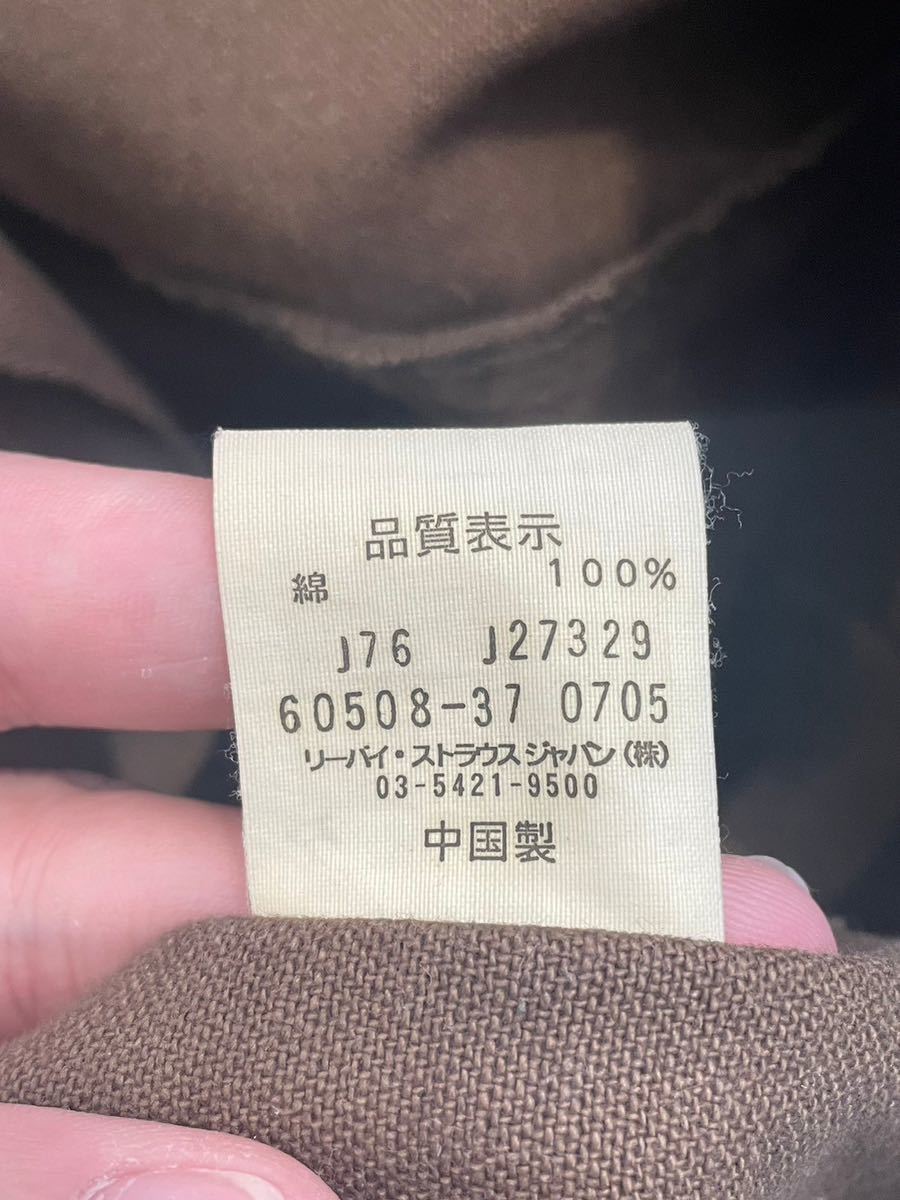 品質表示
綿 100%
J76 J27329
60508-37 0705
リーバイ・ストラウスジャパン(株)
03-5421-9500
中国製